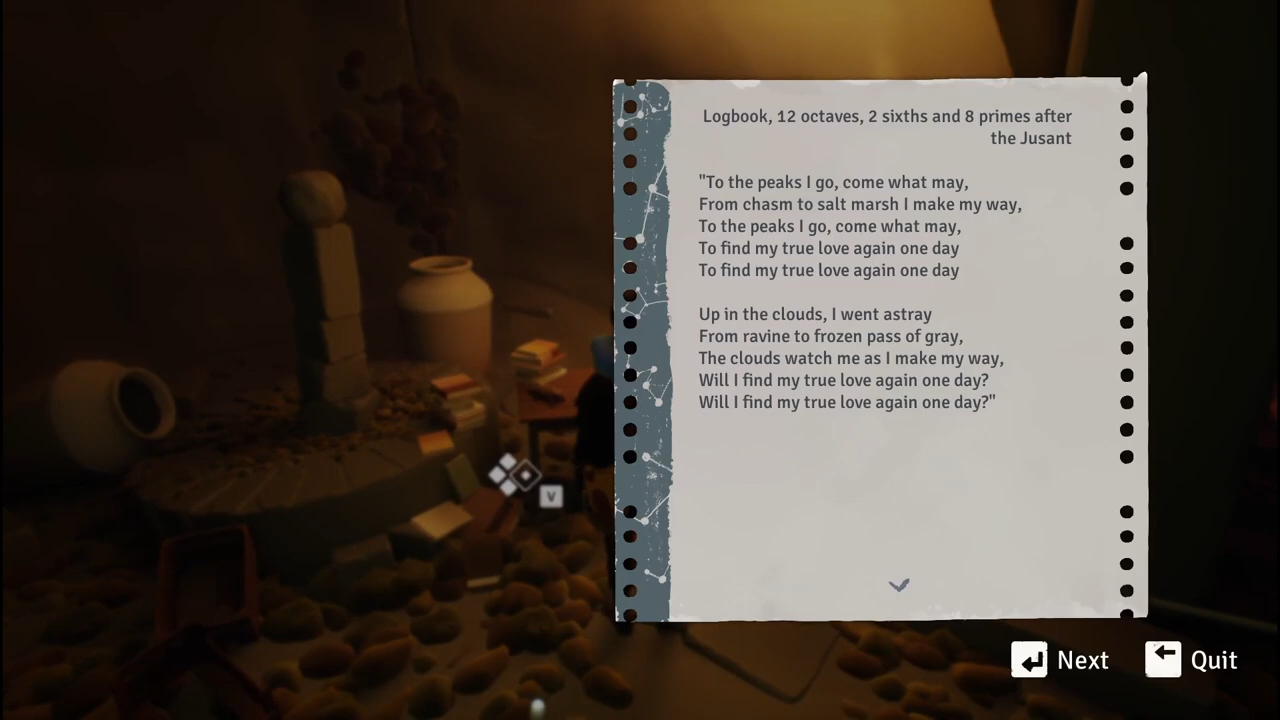 Logbook, 12 octaves, 2 sixths and 8 primes after
the Jusant
"To the peaks I go, come what may,
From chasm to salt marsh I make my way,
To the peaks I go, come what may,
To find my true love again one day
To find my true love again one day
Up in the clouds, I went astray
From ravine to frozen pass of gray,
The clouds watch me as I make my way,
Will I find my true love again one day?
Will I find my true love again one day?"
V
Next
Quit